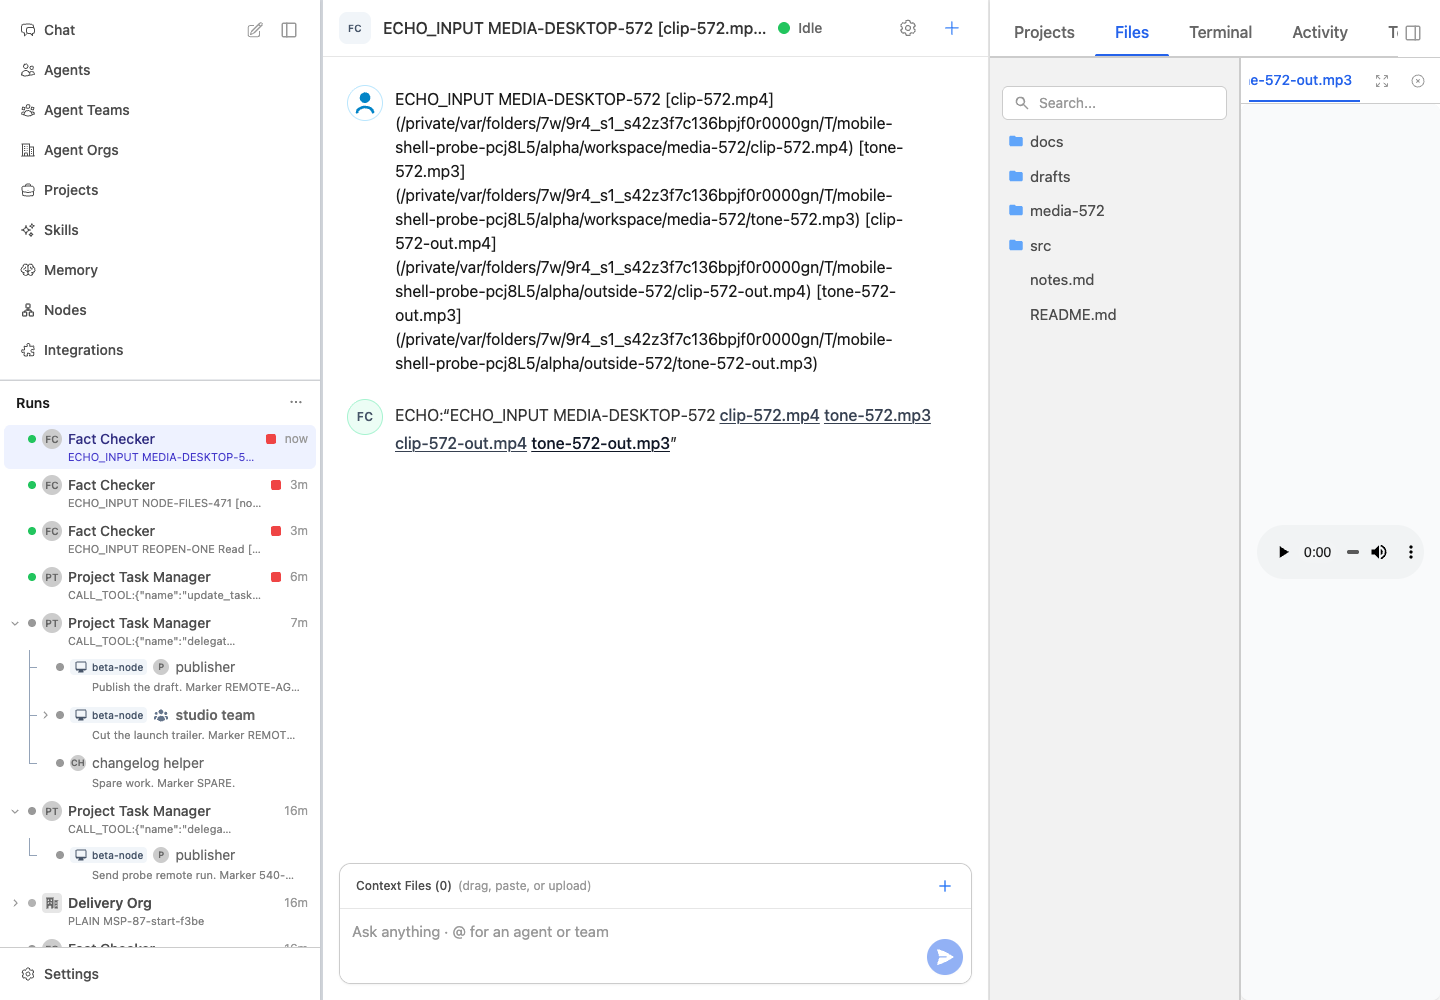 Chat
Agents
Agent Teams
Agent Orgs
Projects
Skills
Memory
Nodes
Integrations
Runs
FC Fact Checker now
ECHO_INPUT MEDIA-DESKTOP-5...
FC Fact Checker 3m
ECHO_INPUT NODE-FILES-471 [no...
FC Fact Checker 3m
ECHO_INPUT REOPEN-ONE Read [...
PT Project Task Manager 6m
CALL_TOOL:{"name":"update_task...
PT Project Task Manager 7m
CALL_TOOL:{"name":"delegat...
beta-node P publisher
Publish the draft. Marker REMOTE-AG...
beta-node studio team
Cut the launch trailer. Marker REMOT...
CH changelog helper
Spare work. Marker SPARE.
PT Project Task Manager 16m
CALL_TOOL:{"name":"delega...
beta-node P publisher
Send probe remote run. Marker 540-...
Delivery Org 16m
PLAIN MSP-87-start-f3be
FC Fact Checker 16m
Settings
FC ECHO_INPUT MEDIA-DESKTOP-572 [clip-572.mp... Idle
ECHO_INPUT MEDIA-DESKTOP-572 [clip-572.mp4]
(/private/var/folders/7w/9r4_s1_s42z3f7c136bpjf0r0000gn/T/mobile-
shell-probe-pcj8L5/alpha/workspace/media-572/clip-572.mp4) [tone-
572.mp3]
(/private/var/folders/7w/9r4_s1_s42z3f7c136bpjf0r0000gn/T/mobile-
shell-probe-pcj8L5/alpha/workspace/media-572/tone-572.mp3) [clip-
572-out.mp4]
(/private/var/folders/7w/9r4_s1_s42z3f7c136bpjf0r0000gn/T/mobile-
shell-probe-pcj8L5/alpha/outside-572/clip-572-out.mp4) [tone-572-
out.mp3]
(/private/var/folders/7w/9r4_s1_s42z3f7c136bpjf0r0000gn/T/mobile-
shell-probe-pcj8L5/alpha/outside-572/tone-572-out.mp3)
FC ECHO:“ECHO_INPUT MEDIA-DESKTOP-572 clip-572.mp4 tone-572.mp3
clip-572-out.mp4 tone-572-out.mp3”
Context Files (0) (drag, paste, or upload)
Ask anything · @ for an agent or team
Projects Files Terminal Activity
Search...
docs
drafts
media-572
src
notes.md
README.md
e-572-out.mp3
0:00